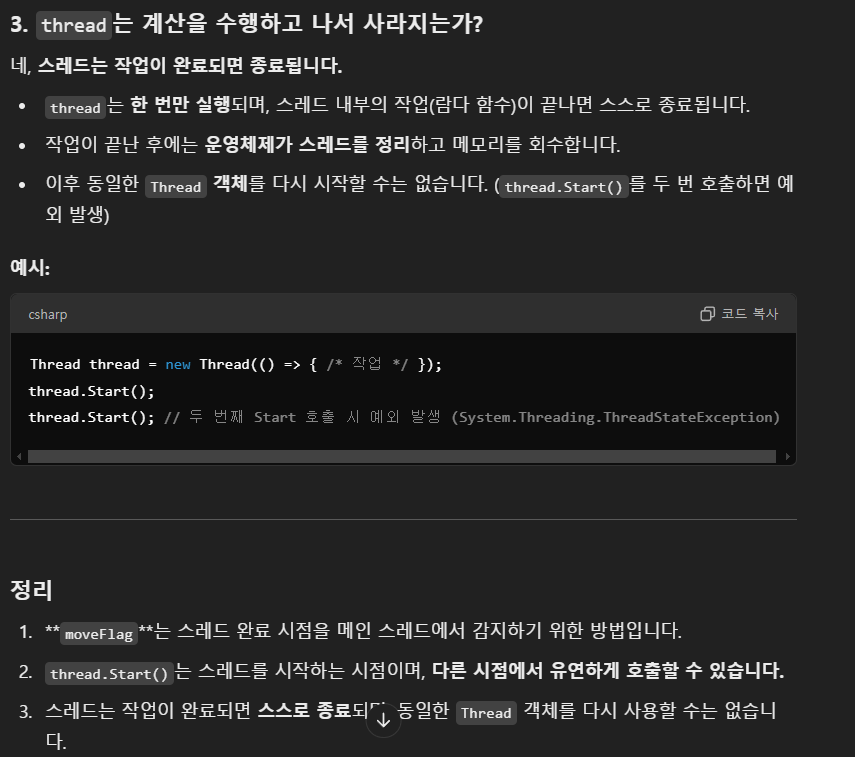 3. thread는 계산을 수행하고 나서 사라지는가?
네, 스레드는 작업이 완료되면 종료됩니다.
• thread는 한 번만 실행되며, 스레드 내부의 작업(람다 함수)이 끝나면 스스로 종료됩니다.
• 작업이 끝난 후에는 운영체제가 스레드를 정리하고 메모리를 회수합니다.
• 이후 동일한 Thread 객체를 다시 시작할 수는 없습니다. (thread.Start()를 두 번 호출하면 예
외 발생)
예시:
csharp 코드 복사
Thread thread = new Thread(() => { /* 작업 */ });
thread.Start();
thread.Start(); // 두 번째 Start 호출 시 예외 발생 (System.Threading.ThreadStateException)
정리
1. **moveFlag**는 스레드 완료 시점을 메인 스레드에서 감지하기 위한 방법입니다.
2. thread.Start()는 스레드를 시작하는 시점이며, 다른 시점에서 유연하게 호출할 수 있습니다.
3. 스레드는 작업이 완료되면 스스로 종료되 동일한 Thread 객체를 다시 사용할 수는 없습니
다.